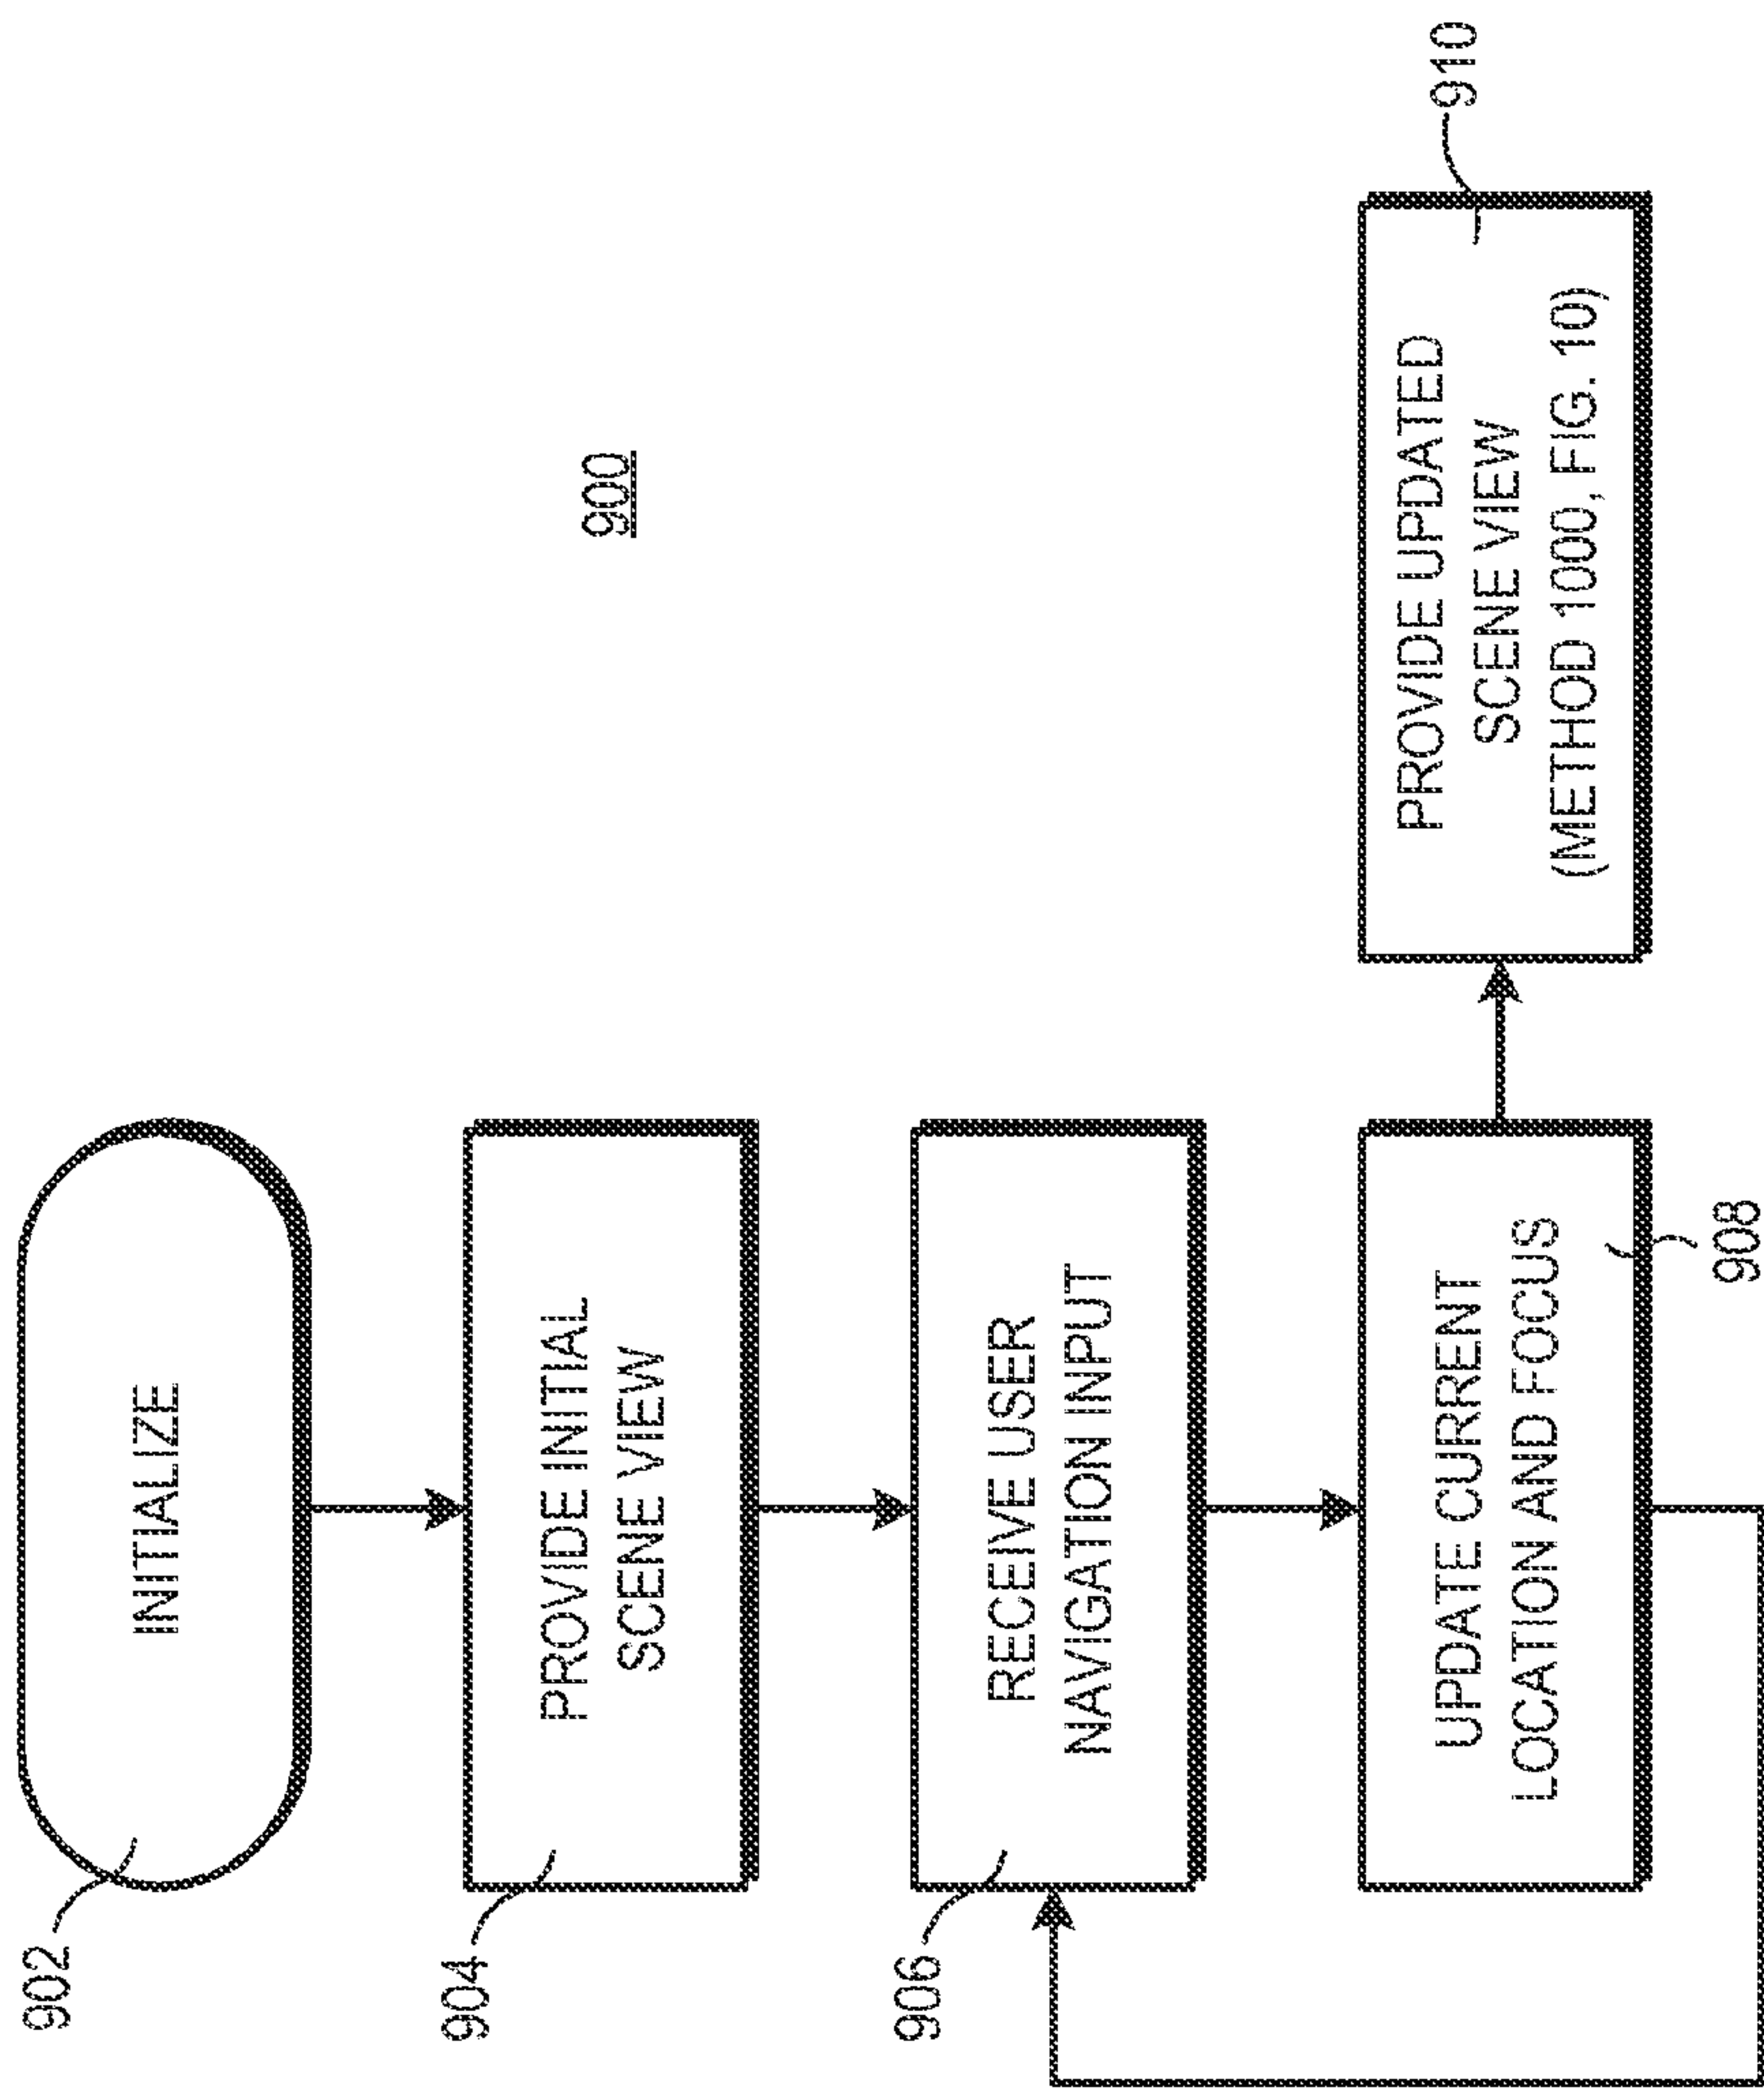 900
902
INITIALIZE
904
PROVIDE INITIAL
SCENE VIEW
906
RECEIVE USER
NAVIGATION INPUT
UPDATE CURRENT
LOCATION AND FOCUS
908
PROVIDE UPDATED
SCENE VIEW
(METHOD 1000, FIG. 10)
910